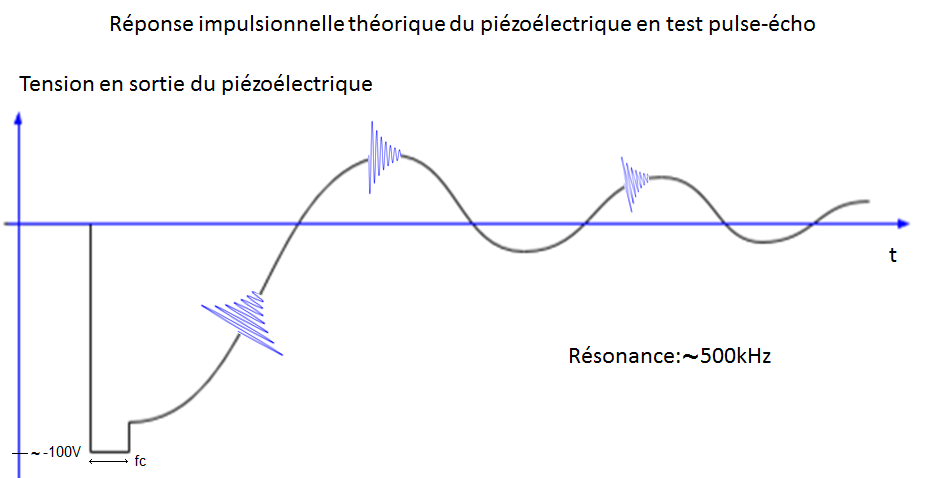 Réponse impulsionnelle théorique du piézoélectrique en test pulse-écho
Tension en sortie du piézoélectrique
t
Résonance:~500kHz
~-100V
fc